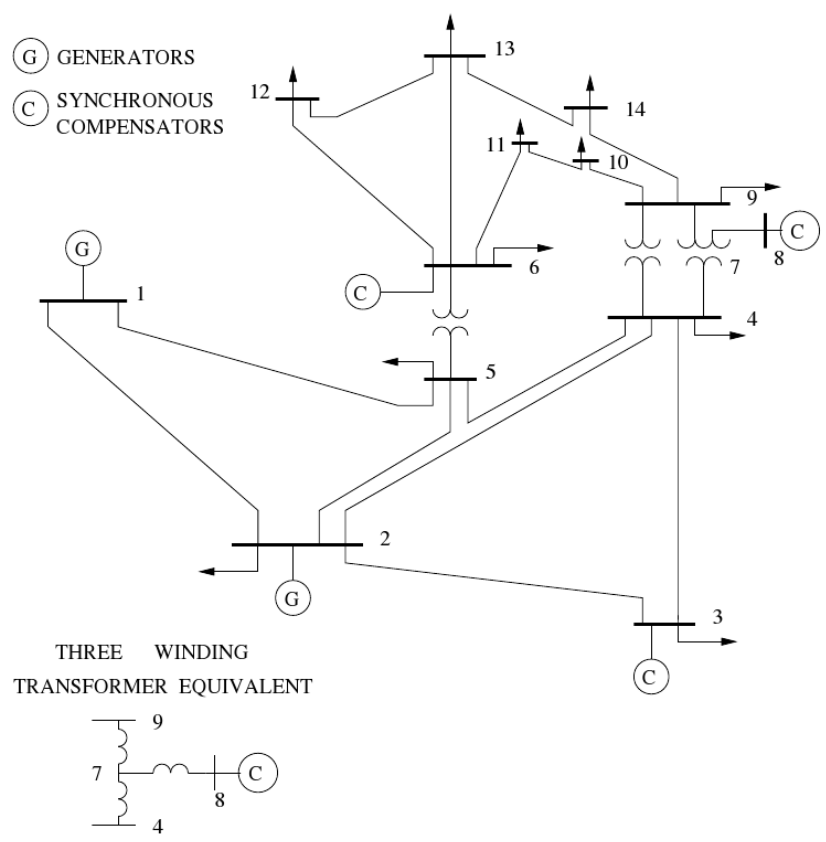 G GENERATORS
C SYNCHRONOUS
COMPENSATORS
13
12
14
11
10
9
C
8
7
G
1
6
C
4
5
2
G
3
C
THREE WINDING
TRANSFORMER EQUIVALENT
9
7
C
8
4